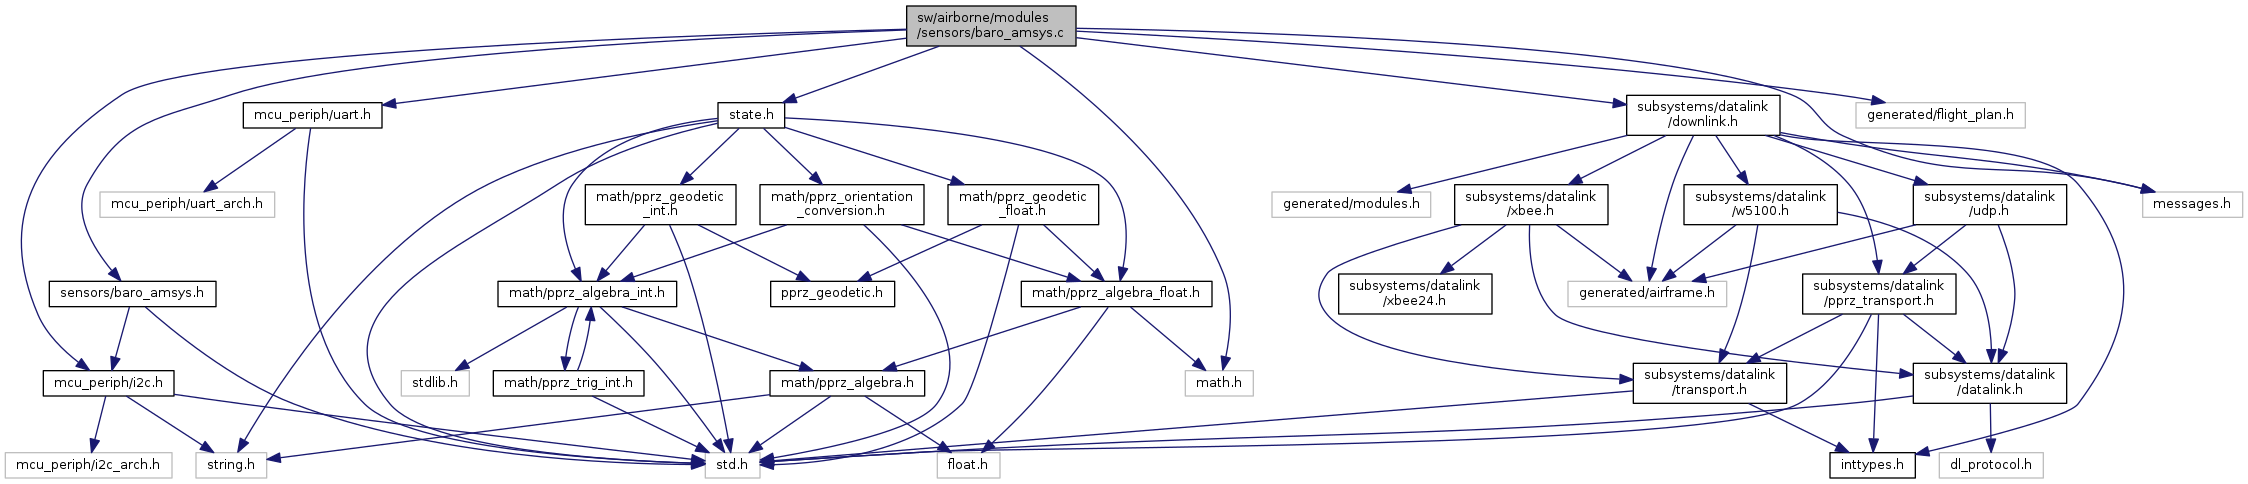 sw/airborne/modules
/sensors/baro_amsys.c
mcu_periph/uart.h
state.h
subsystems/datalink
/downlink.h
generated/flight_plan.h
mcu_periph/uart_arch.h
math/pprz_geodetic
_int.h
math/pprz_orientation
_conversion.h
math/pprz_geodetic
_float.h
generated/modules.h
subsystems/datalink
/xbee.h
subsystems/datalink
/w5100.h
subsystems/datalink
/udp.h
messages.h
sensors/baro_amsys.h
math/pprz_algebra_int.h
pprz_geodetic.h
math/pprz_algebra_float.h
subsystems/datalink
/xbee24.h
generated/airframe.h
subsystems/datalink
/pprz_transport.h
mcu_periph/i2c.h
stdlib.h
math/pprz_trig_int.h
math/pprz_algebra.h
math.h
subsystems/datalink
/transport.h
subsystems/datalink
/datalink.h
mcu_periph/i2c_arch.h
string.h
std.h
float.h
inttypes.h
dl_protocol.h